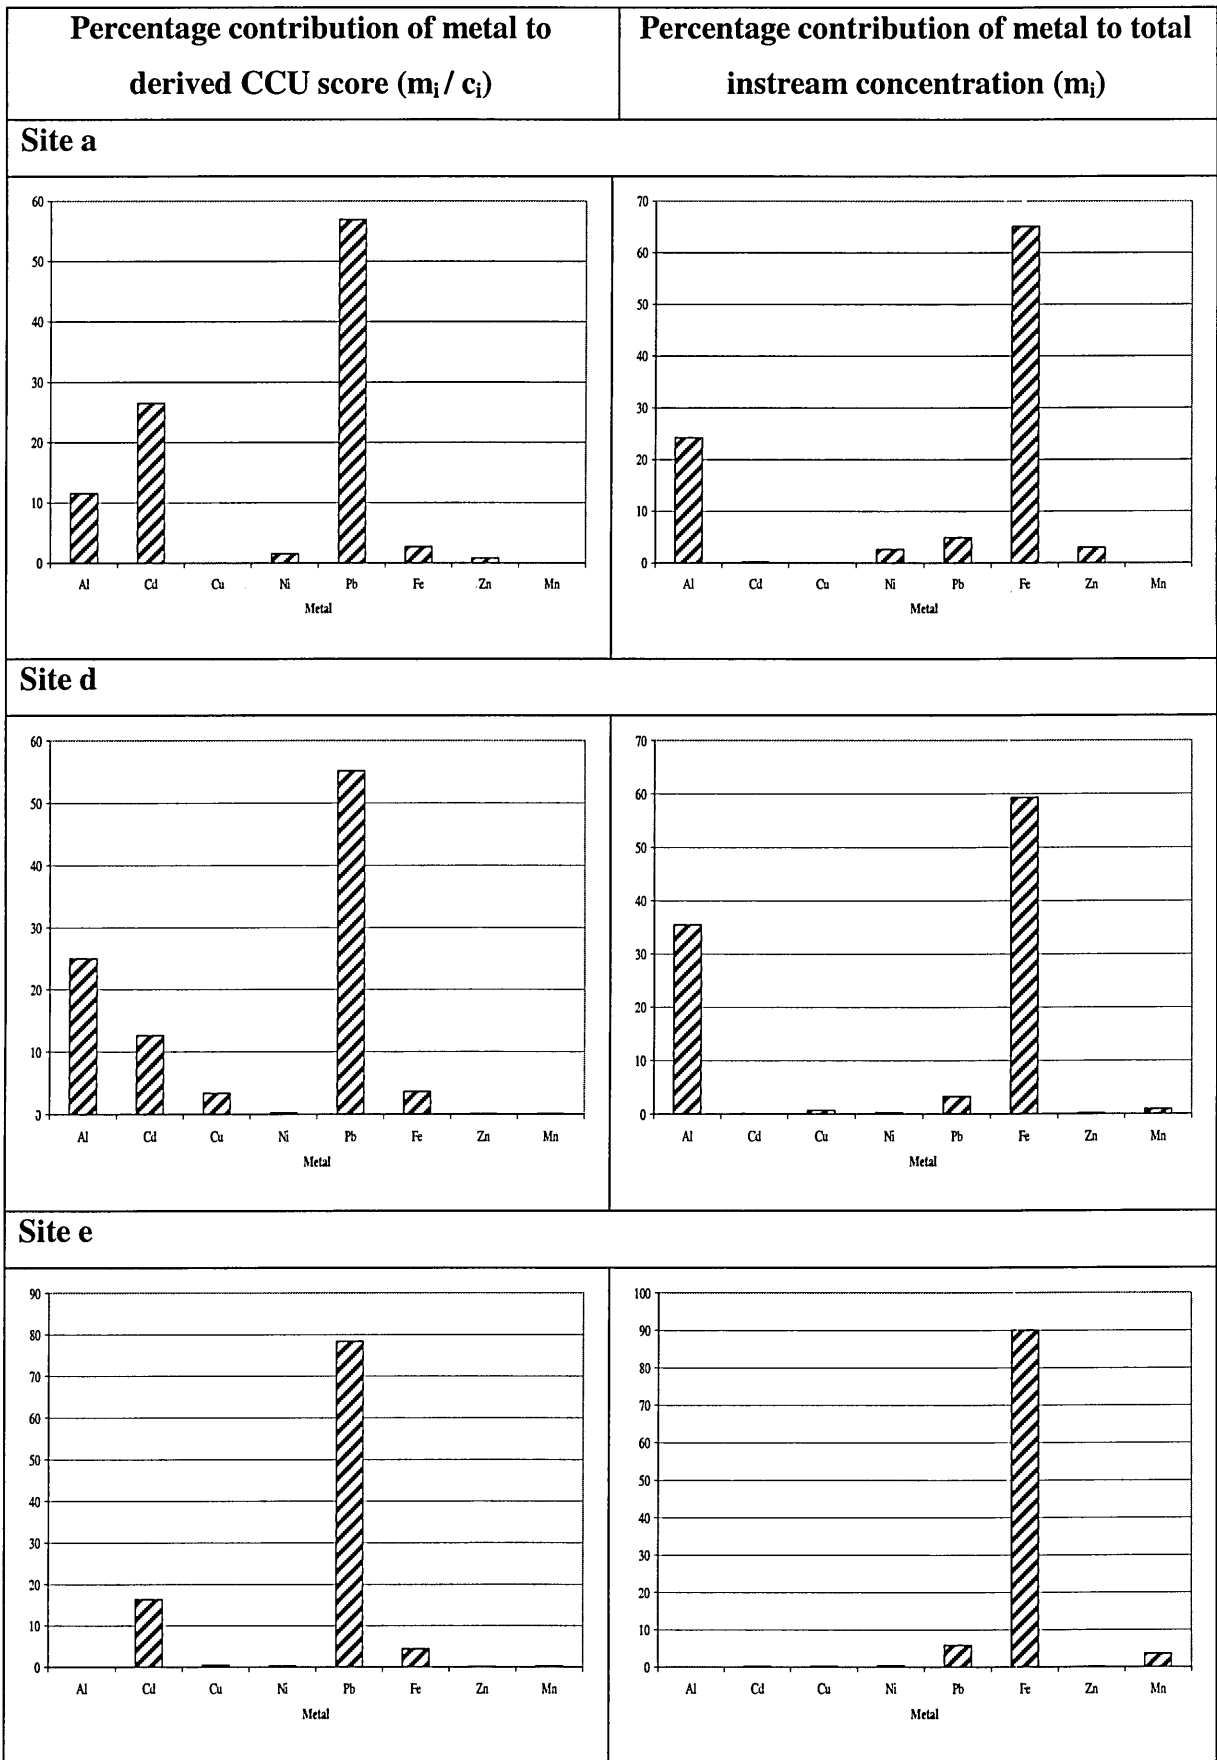 Percentage contribution of metal to
derived CCU score (mᵢ / cᵢ)
Percentage contribution of metal to total
instream concentration (mᵢ)
Site a
60
50
40
30
20
10
0
Al Cd Cu Ni Pb Fe Zn Mn
Metal
70
60
50
40
30
20
10
0
Al Cd Cu Ni Pb Fe Zn Mn
Metal
Site d
60
50
40
30
20
10
0
Al Cd Cu Ni Pb Fe Zn Mn
Metal
70
60
50
40
30
20
10
0
Al Cd Cu Ni Pb Fe Zn Mn
Metal
Site e
90
80
70
60
50
40
30
20
10
0
Al Cd Cu Ni Pb Fe Zn Mn
Metal
100
90
80
70
60
50
40
30
20
10
0
Al Cd Cu Ni Pb Fe Zn Mn
Metal